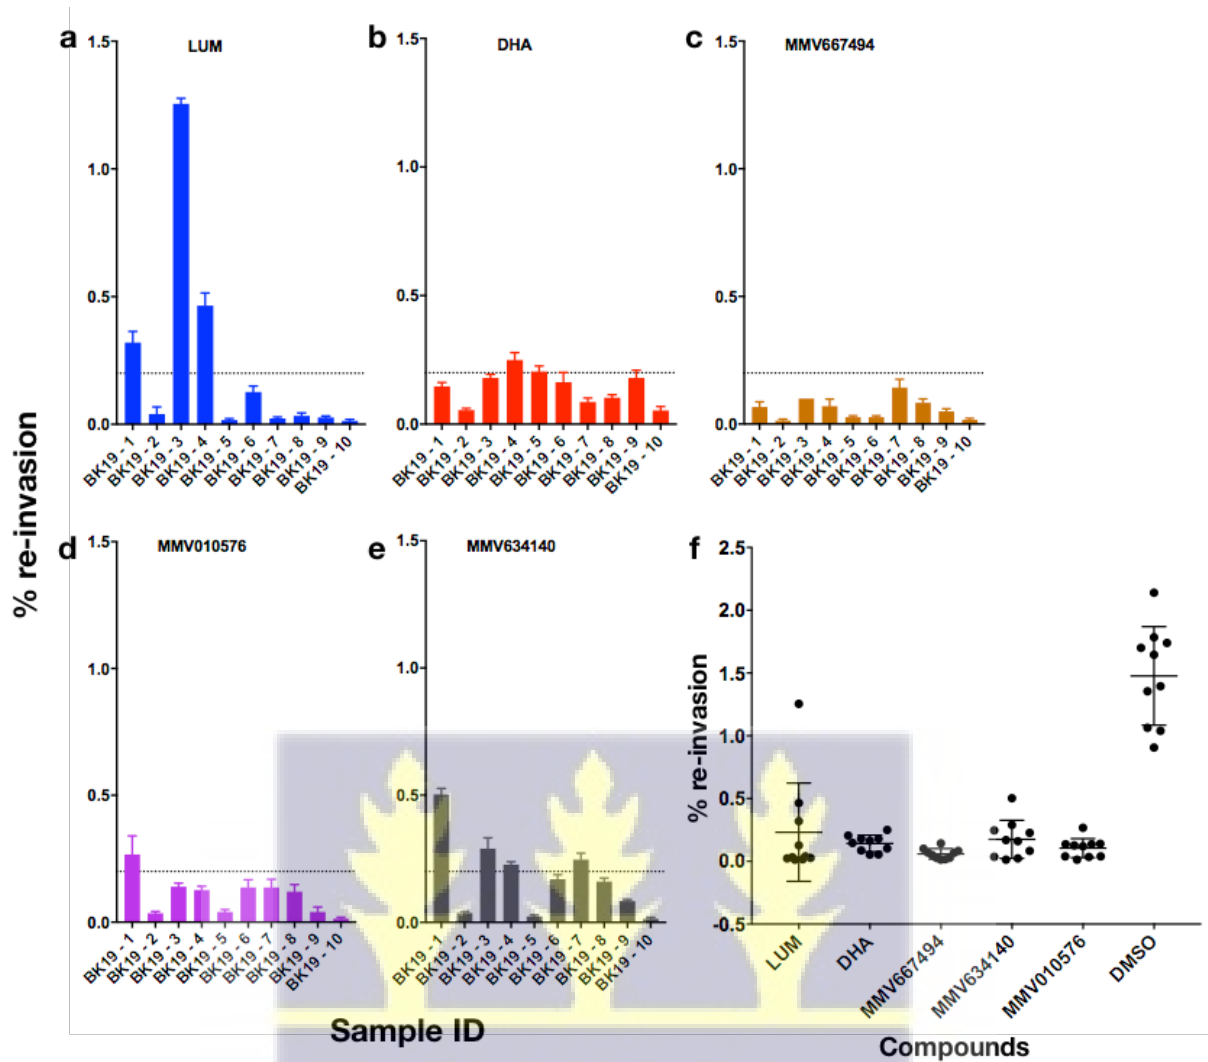 a
LUM
1.5
1.0
0.5
0.0
BK19 - 1
BK19 - 2
BK19 - 3
BK19 - 4
BK19 - 5
BK19 - 6
BK19 - 7
BK19 - 8
BK19 - 9
BK19 - 10
b
DHA
1.5
1.0
0.5
0.0
BK19 - 1
BK19 - 2
BK19 - 3
BK19 - 4
BK19 - 5
BK19 - 6
BK19 - 7
BK19 - 8
BK19 - 9
BK19 - 10
c
MMV667494
1.5
1.0
0.5
0.0
BK19 - 1
BK19 - 2
BK19 - 3
BK19 - 4
BK19 - 5
BK19 - 6
BK19 - 7
BK19 - 8
BK19 - 9
BK19 - 10
% re-invasion
d
MMV010576
1.5
1.0
0.5
0.0
BK19 - 1
BK19 - 2
BK19 - 3
BK19 - 4
BK19 - 5
BK19 - 6
BK19 - 7
BK19 - 8
BK19 - 9
BK19 - 10
e
MMV634140
1.5
1.0
0.5
0.0
BK19 - 1
BK19 - 2
BK19 - 3
BK19 - 4
BK19 - 5
BK19 - 6
BK19 - 7
BK19 - 8
BK19 - 9
BK19 - 10
Sample ID
f
% re-invasion
2.5
2.0
1.5
1.0
0.5
0.0
-0.5
LUM
DHA
MMV667494
MMV634140
MMV010576
DMSO
Compounds